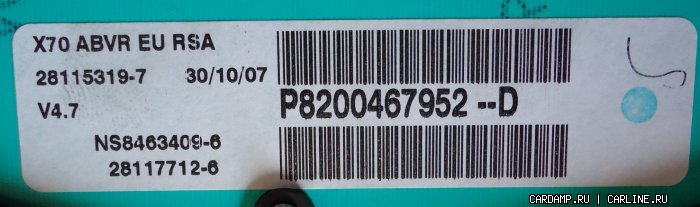 X70 ABVR EU RSA
28115319-7 30/10/07
V4.7
P8200467952 --D
NS8463409-6
28117712-6
CARDAMP.RU | CARLINE.RU